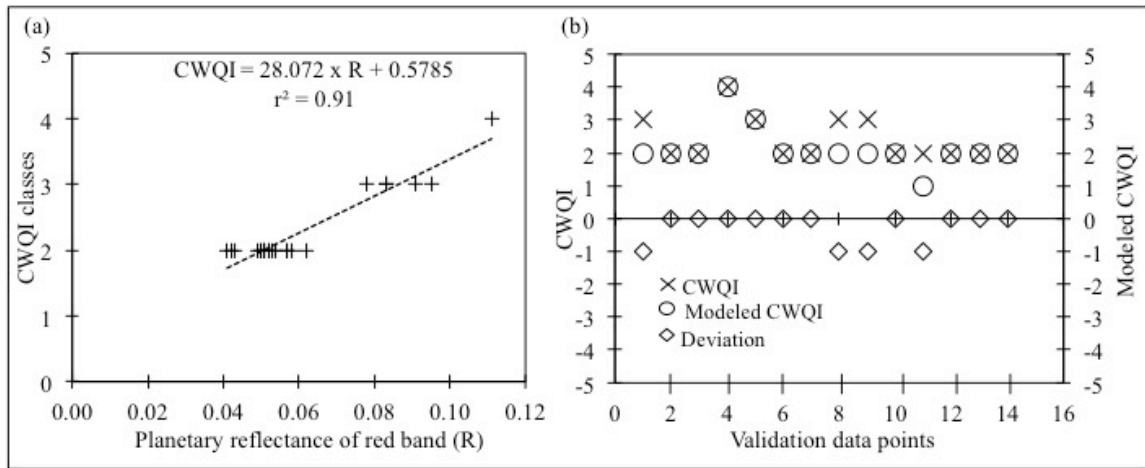 (a)
CWQI = 28.072 x R + 0.5785
r² = 0.91
CWQI classes
5
4
3
2
1
0
0.00 0.02 0.04 0.06 0.08 0.10 0.12
Planetary reflectance of red band (R)
(b)
CWQI
5
4
3
2
1
0
-1
-2
-3
-4
-5
CWQI
Modeled CWQI
Deviation
0 2 4 6 8 10 12 14 16
Validation data points
5
4
3
2
1
0
-1
-2
-3
-4
-5
Modeled CWQI